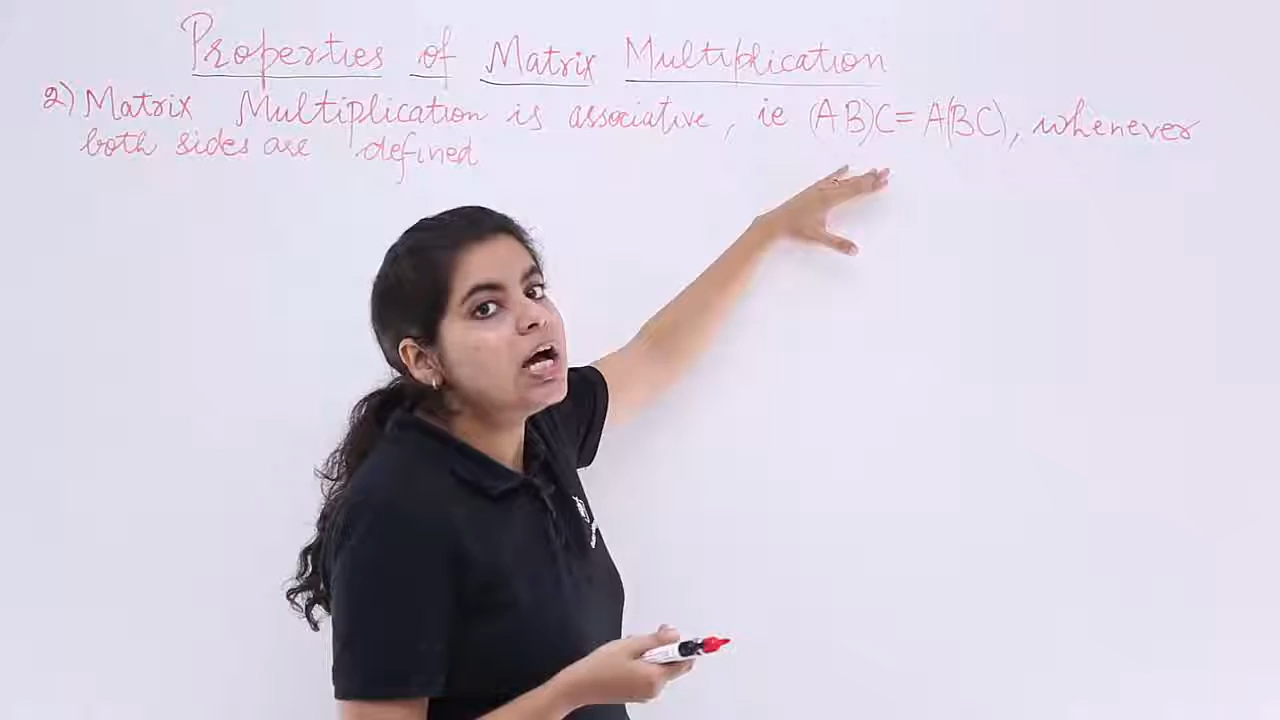 Properties of Matrix Multiplication
2) Matrix Multiplication is associative, ie (AB)C = A(BC), whenever
both sides are defined